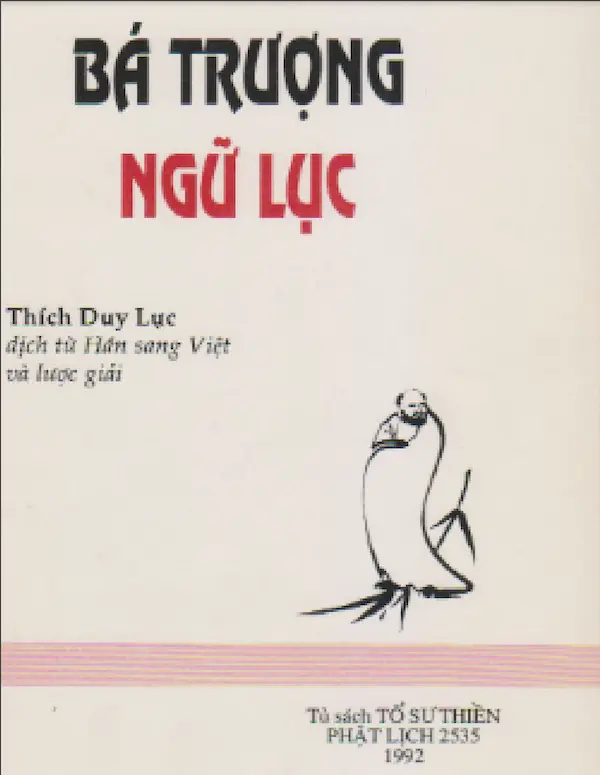 BÁ TRƯỢNG
NGỮ LỤC
Thích Duy Lục
dịch từ Hán sang Việt
và lược giải
Tủ sách TỔ SƯ THIỀN
PHẬT LỊCH 2535
1992